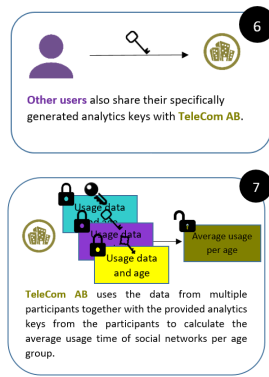 6
Other users also share their specifically
generated analytics keys with TeleCom AB.
7
Usage data
and age
Usage data
Usage data
and age
Average usage
per age
TeleCom AB uses the data from multiple
participants together with the provided analytics
keys from the participants to calculate the
average usage time of social networks per age
group.